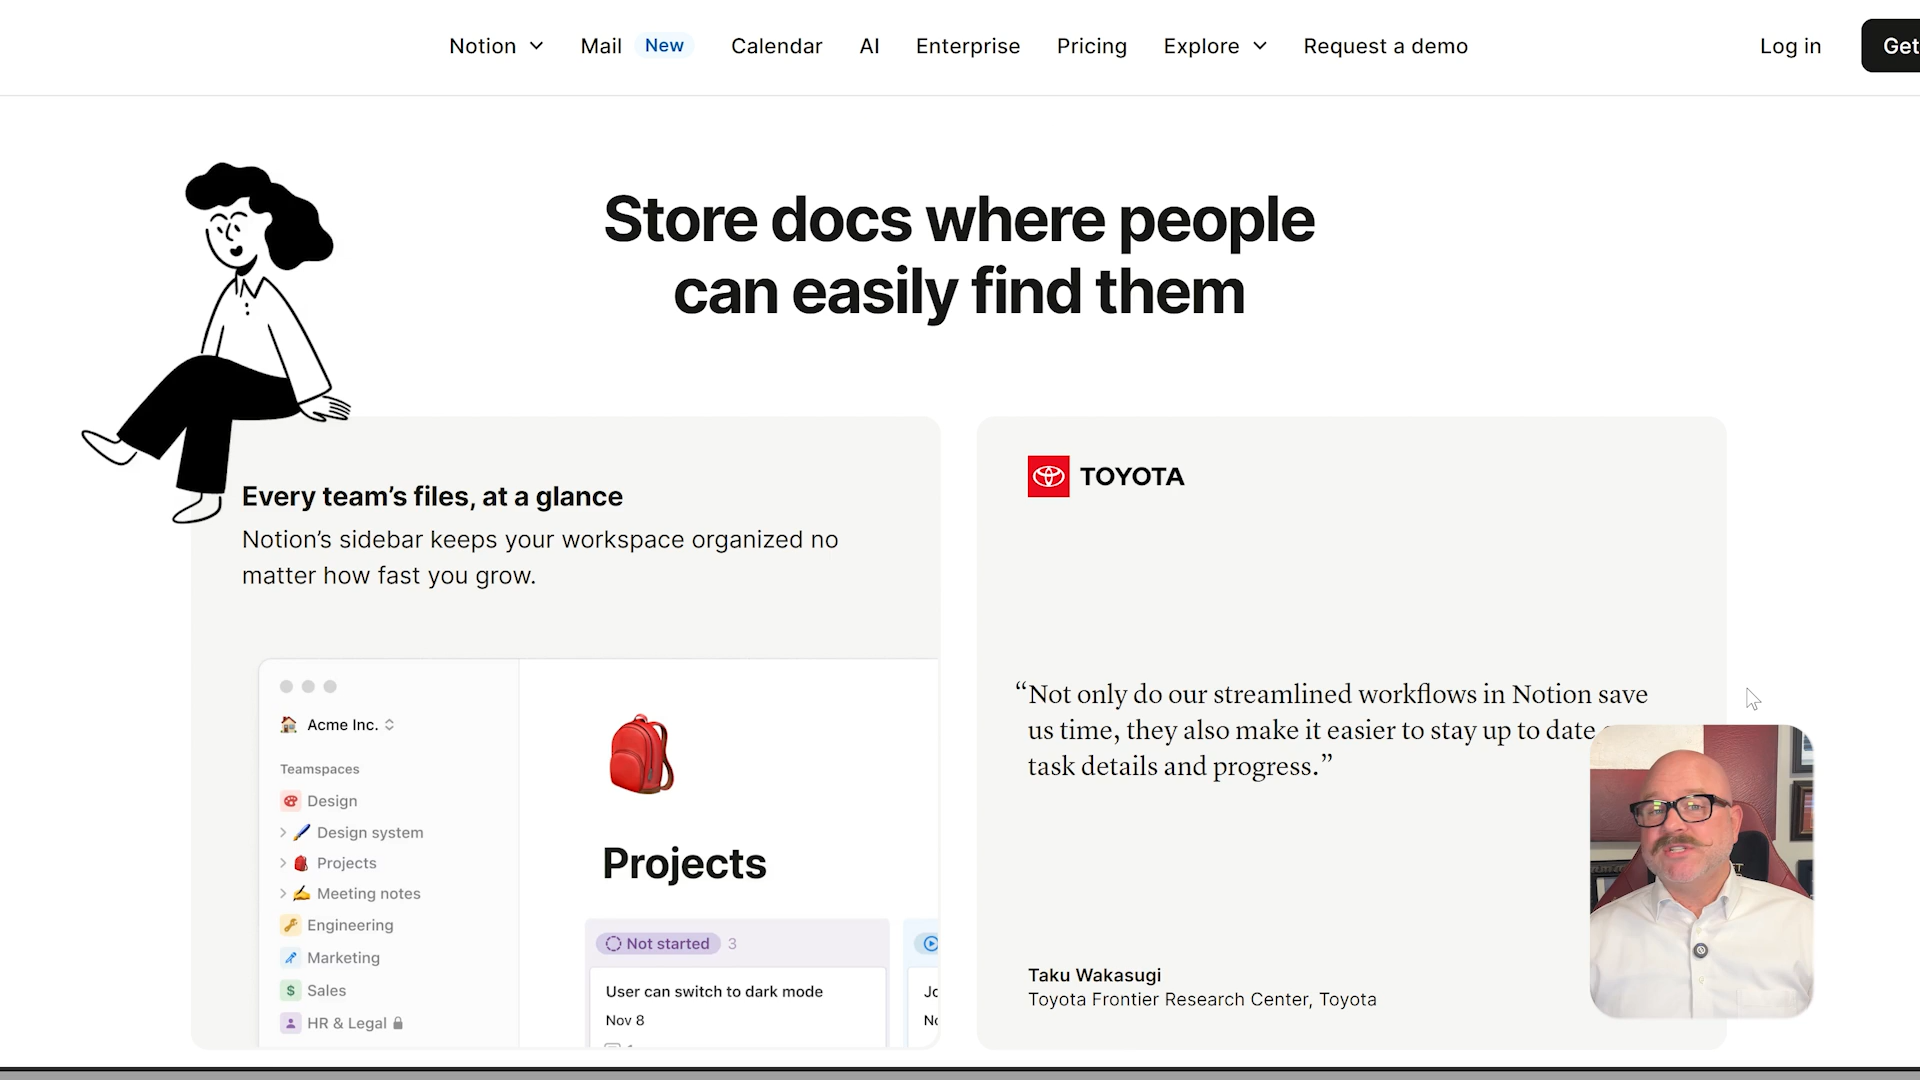 Notion
Mail New
Calendar
AI
Enterprise
Pricing
Explore
Request a demo
Log in
Get
Store docs where people
can easily find them
Every team’s files, at a glance
Notion’s sidebar keeps your workspace organized no
matter how fast you grow.
Acme Inc.
Teamspaces
Design
Design system
Projects
Meeting notes
Engineering
Marketing
Sales
HR & Legal
Projects
Not started 3
User can switch to dark mode
Nov 8
TOYOTA
“Not only do our streamlined workflows in Notion save
us time, they also make it easier to stay up to date
task details and progress.”
Taku Wakasugi
Toyota Frontier Research Center, Toyota